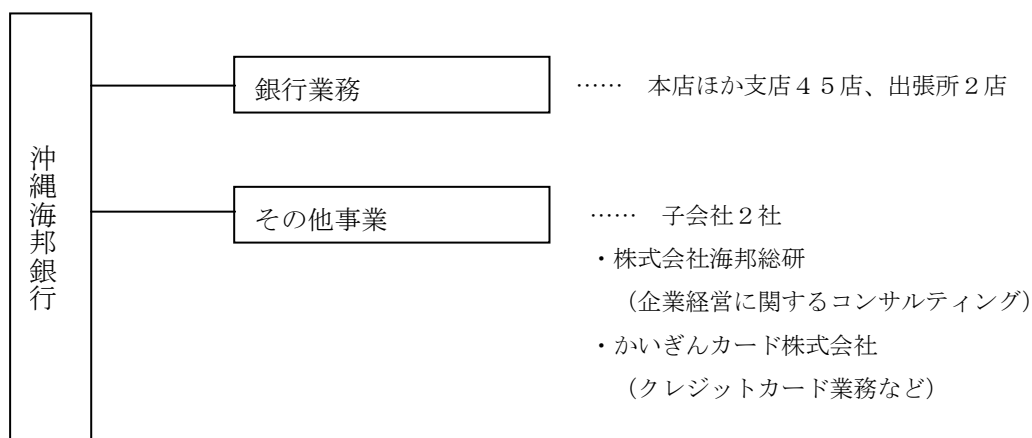 沖縄海邦銀行
銀行業務
…… 本店ほか支店４５店、出張所２店
その他事業
…… 子会社２社
・株式会社海邦総研
（企業経営に関するコンサルティング）
・かいぎんカード株式会社
（クレジットカード業務など）